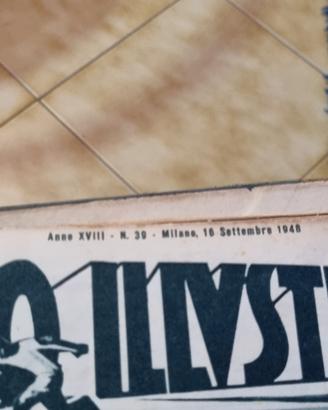 Anno XVIII - N. 39 - Milano, 16 Settembre 1948
O ILLVST